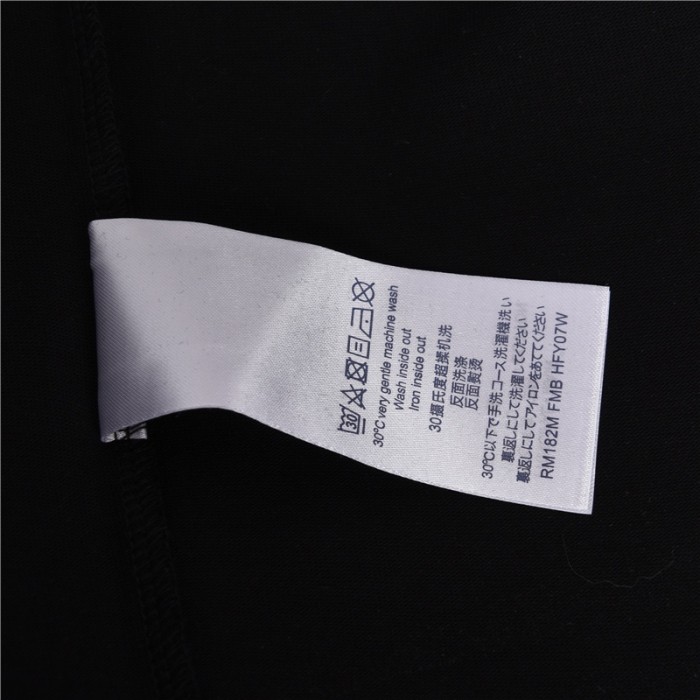 30
30°C very gentle machine wash
Wash inside out
Iron inside out
30摄氏度超揉机洗
反面洗涤
反面熨烫
30℃以下で手洗コース洗濯機洗い
裏返しにして洗濯してください
裏返しにしてアイロンをあててください
RM182M FMB HFY07W